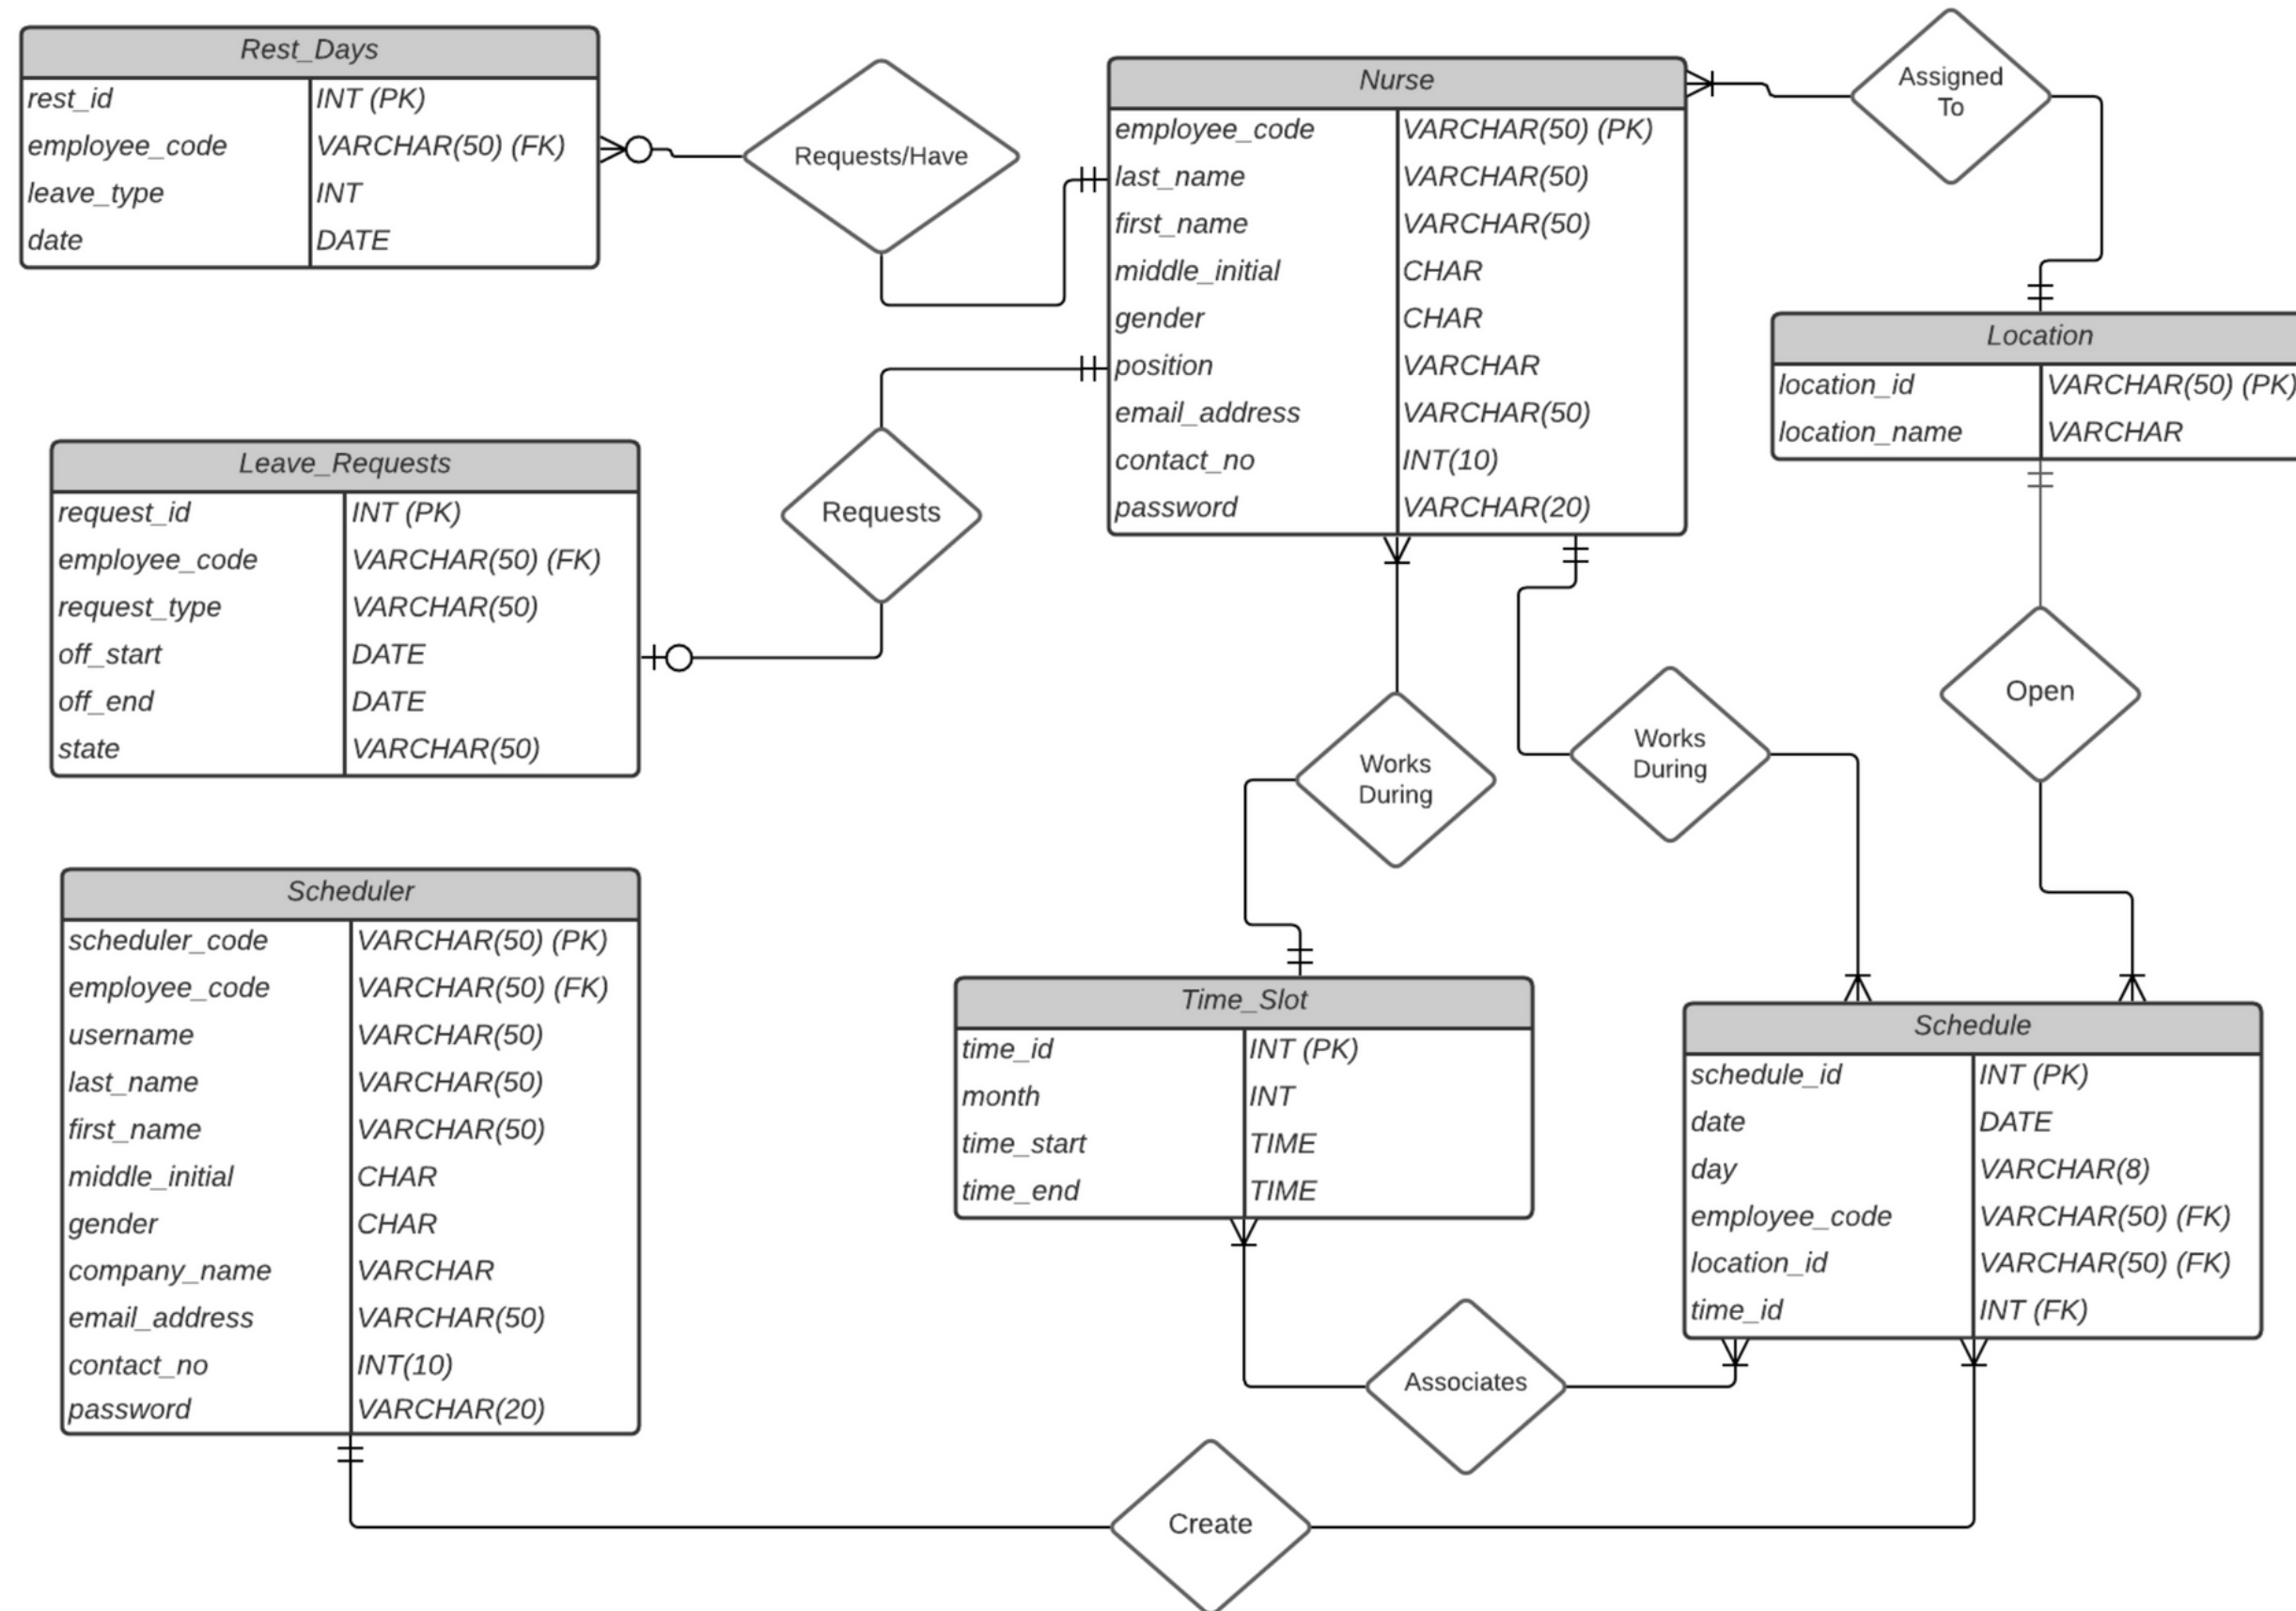 Rest_Days
rest_id INT (PK)
employee_code VARCHAR(50) (FK)
leave_type INT
date DATE
Requests/Have
Nurse
employee_code VARCHAR(50) (PK)
last_name VARCHAR(50)
first_name VARCHAR(50)
middle_initial CHAR
gender CHAR
position VARCHAR
email_address VARCHAR(50)
contact_no INT(10)
password VARCHAR(20)
Assigned
To
Location
location_id VARCHAR(50) (PK)
location_name VARCHAR
Leave_Requests
request_id INT (PK)
employee_code VARCHAR(50) (FK)
request_type VARCHAR(50)
off_start DATE
off_end DATE
state VARCHAR(50)
Requests
Works
During
Works
During
Open
Scheduler
scheduler_code VARCHAR(50) (PK)
employee_code VARCHAR(50) (FK)
username VARCHAR(50)
last_name VARCHAR(50)
first_name VARCHAR(50)
middle_initial CHAR
gender CHAR
company_name VARCHAR
email_address VARCHAR(50)
contact_no INT(10)
password VARCHAR(20)
Time_Slot
time_id INT (PK)
month INT
time_start TIME
time_end TIME
Schedule
schedule_id INT (PK)
date DATE
day VARCHAR(8)
employee_code VARCHAR(50) (FK)
location_id VARCHAR(50) (FK)
time_id INT (FK)
Associates
Create